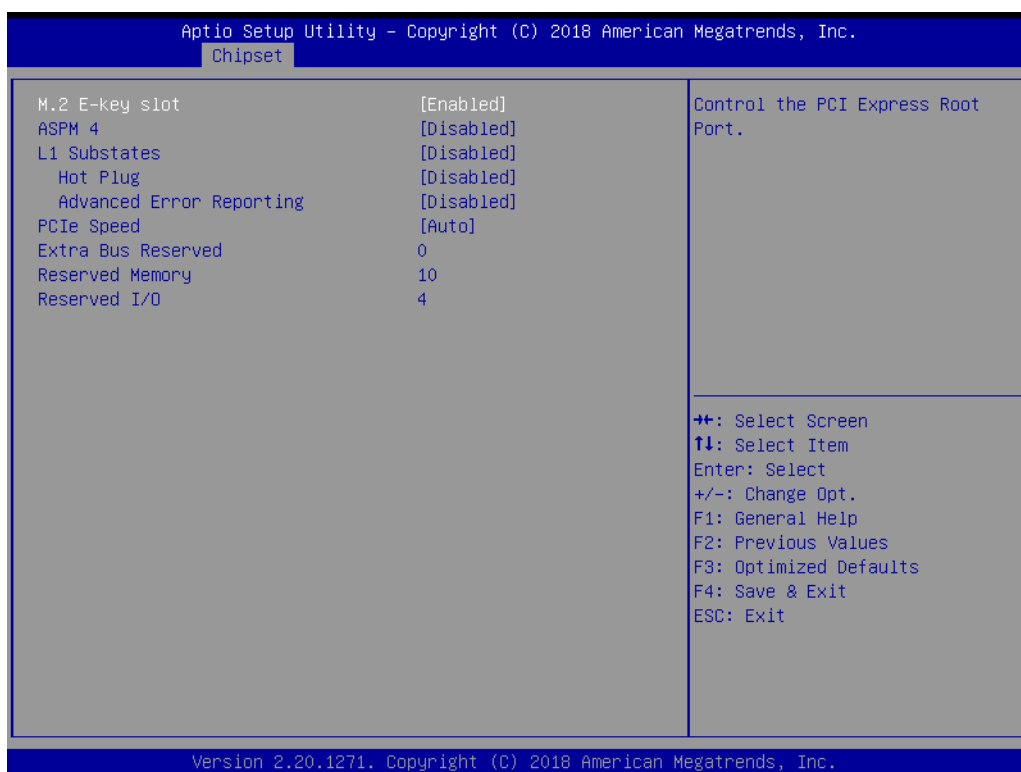 Aptio Setup Utility – Copyright (C) 2018 American Megatrends, Inc.
Chipset
M.2 E-key slot [Enabled]
ASPM 4 [Disabled]
L1 Substates [Disabled]
Hot Plug [Disabled]
Advanced Error Reporting [Disabled]
PCIe Speed [Auto]
Extra Bus Reserved 0
Reserved Memory 10
Reserved I/O 4
Control the PCI Express Root
Port.
→←: Select Screen
↑↓: Select Item
Enter: Select
+/-: Change Opt.
F1: General Help
F2: Previous Values
F3: Optimized Defaults
F4: Save & Exit
ESC: Exit
Version 2.20.1271. Copyright (C) 2018 American Megatrends, Inc.